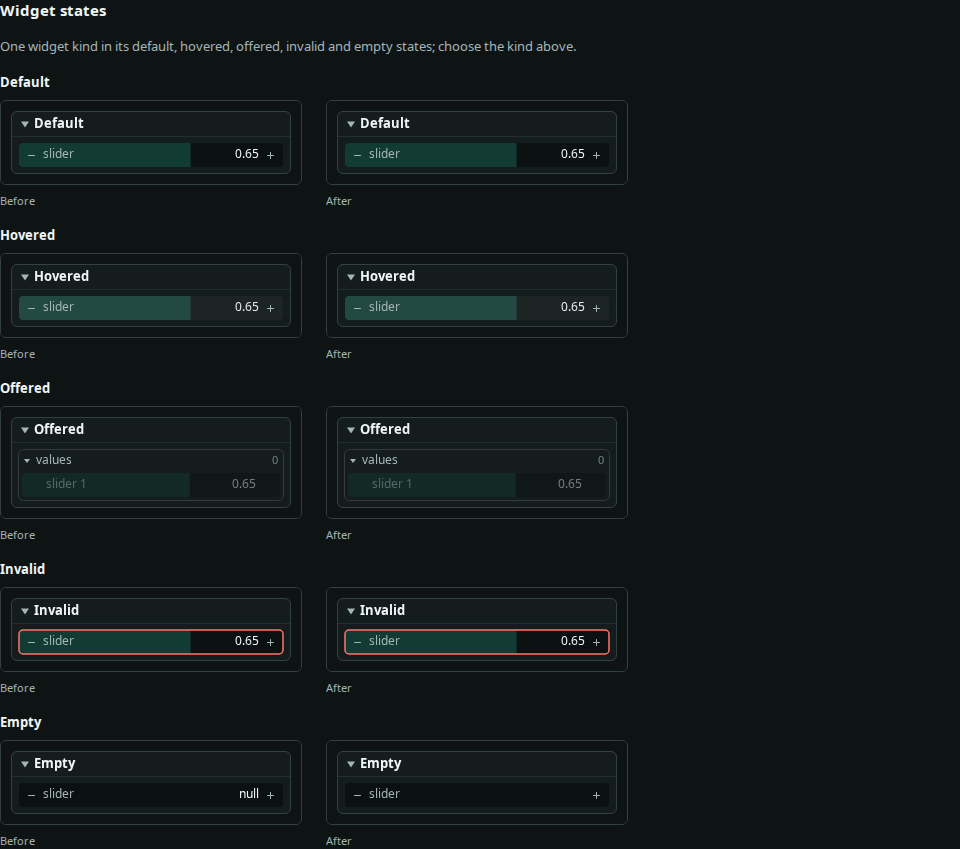 Widget states
One widget kind in its default, hovered, offered, invalid and empty states; choose the kind above.
Default
Default
Default
– slider 0.65 +
– slider 0.65 +
Before
After
Hovered
Hovered
Hovered
– slider 0.65 +
– slider 0.65 +
Before
After
Offered
Offered
Offered
values 0
values 0
slider 1 0.65
slider 1 0.65
Before
After
Invalid
Invalid
Invalid
– slider 0.65 +
– slider 0.65 +
Before
After
Empty
Empty
Empty
– slider null +
– slider +
Before
After